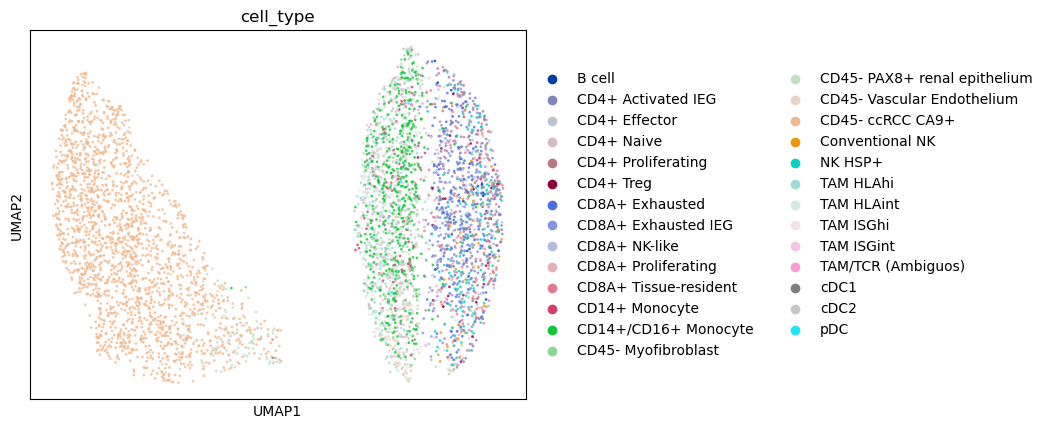 cell_type
UMAP2
UMAP1
B cell
CD4+ Activated IEG
CD4+ Effector
CD4+ Naive
CD4+ Proliferating
CD4+ Treg
CD8A+ Exhausted
CD8A+ Exhausted IEG
CD8A+ NK-like
CD8A+ Proliferating
CD8A+ Tissue-resident
CD14+ Monocyte
CD14+/CD16+ Monocyte
CD45- Myofibroblast
CD45- PAX8+ renal epithelium
CD45- Vascular Endothelium
CD45- ccRCC CA9+
Conventional NK
NK HSP+
TAM HLAhi
TAM HLAint
TAM ISGhi
TAM ISGint
TAM/TCR (Ambiguos)
cDC1
cDC2
pDC